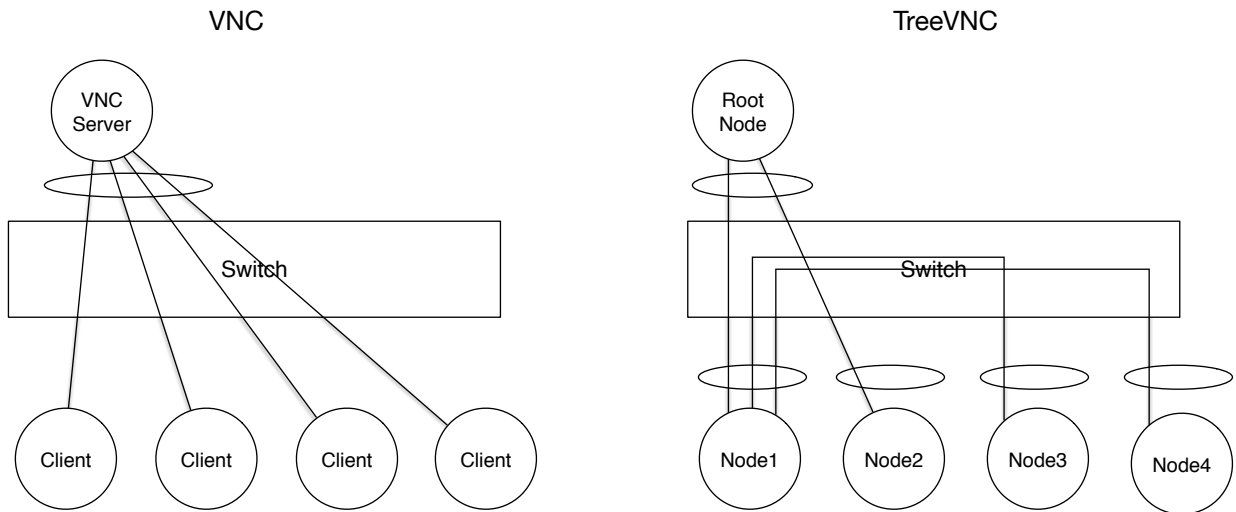 VNC
TreeVNC
VNC
Server
Root
Node
Switch
Switch
Client
Client
Client
Client
Node1
Node2
Node3
Node4